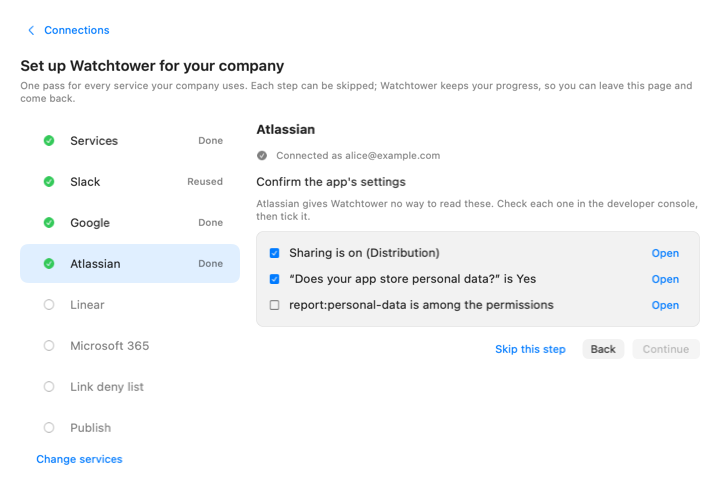 Connections
Set up Watchtower for your company
One pass for every service your company uses. Each step can be skipped; Watchtower keeps your progress, so you can leave this page and
come back.
Services Done
Slack Reused
Google Done
Atlassian Done
Linear
Microsoft 365
Link deny list
Publish
Change services
Atlassian
Connected as alice@example.com
Confirm the app's settings
Atlassian gives Watchtower no way to read these. Check each one in the developer console,
then tick it.
Sharing is on (Distribution) Open
“Does your app store personal data?” is Yes Open
report:personal-data is among the permissions Open
Skip this step Back Continue